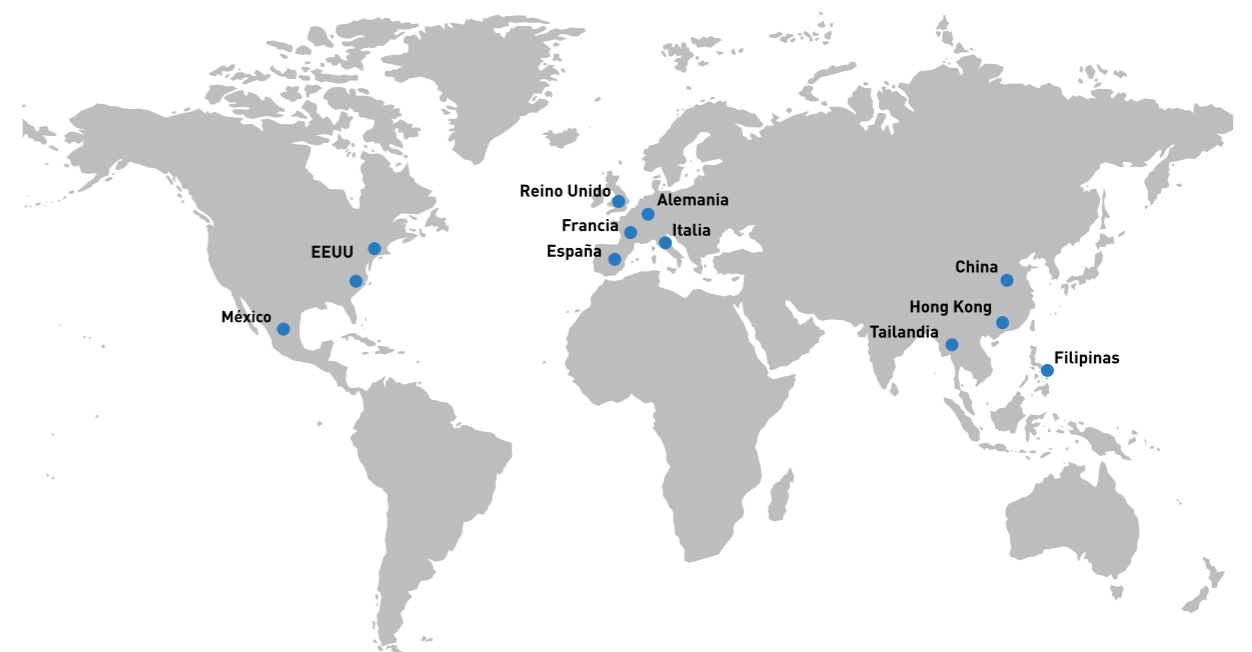 Reino Unido
Alemania
Francia
Italia
España
EEUU
México
China
Hong Kong
Tailandia
Filipinas